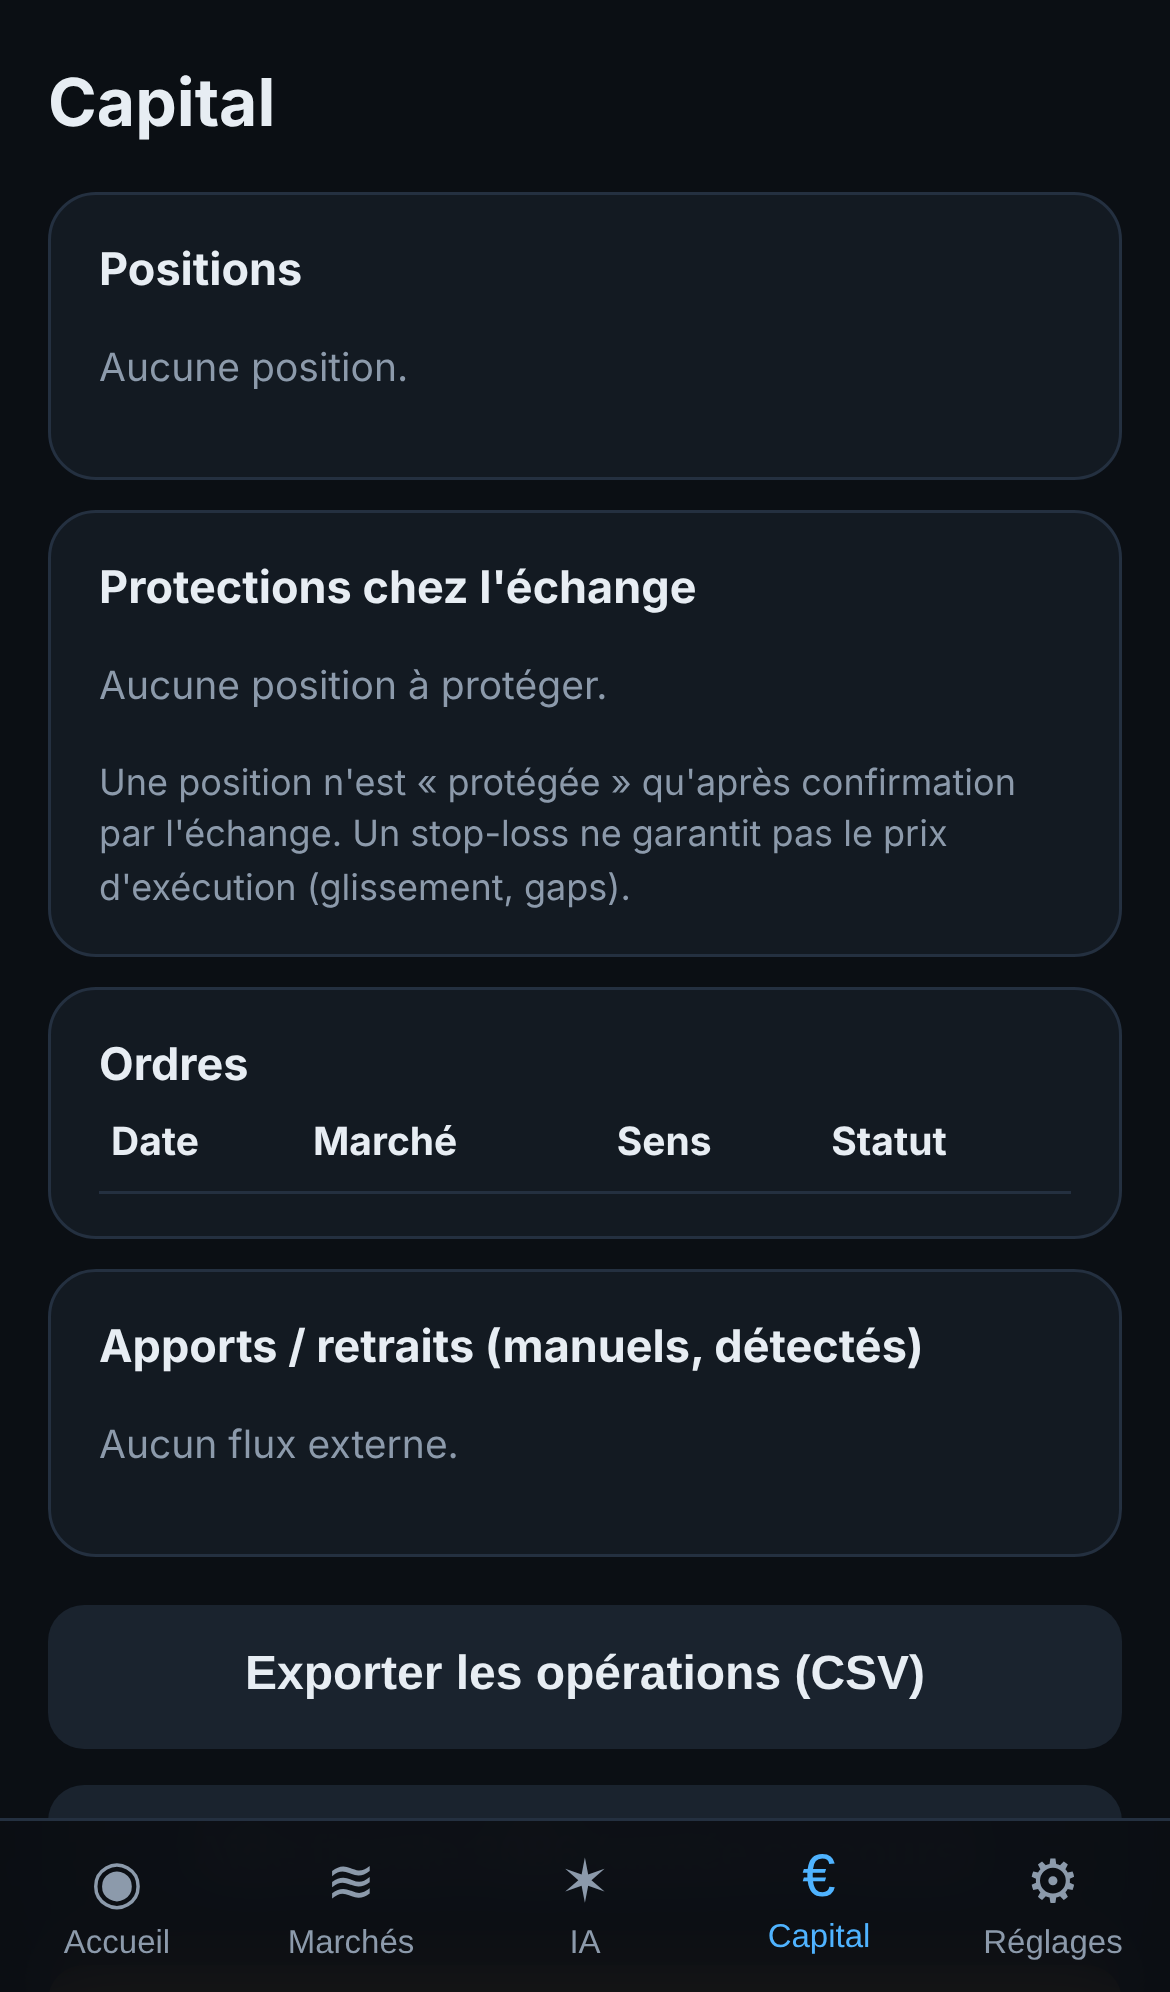 Capital
Positions
Aucune position.
Protections chez l'échange
Aucune position à protéger.
Une position n'est « protégée » qu'après confirmation
par l'échange. Un stop-loss ne garantit pas le prix
d'exécution (glissement, gaps).
Ordres
Date Marché Sens Statut
Apports / retraits (manuels, détectés)
Aucun flux externe.
Exporter les opérations (CSV)
€
Accueil Marchés IA Capital Réglages